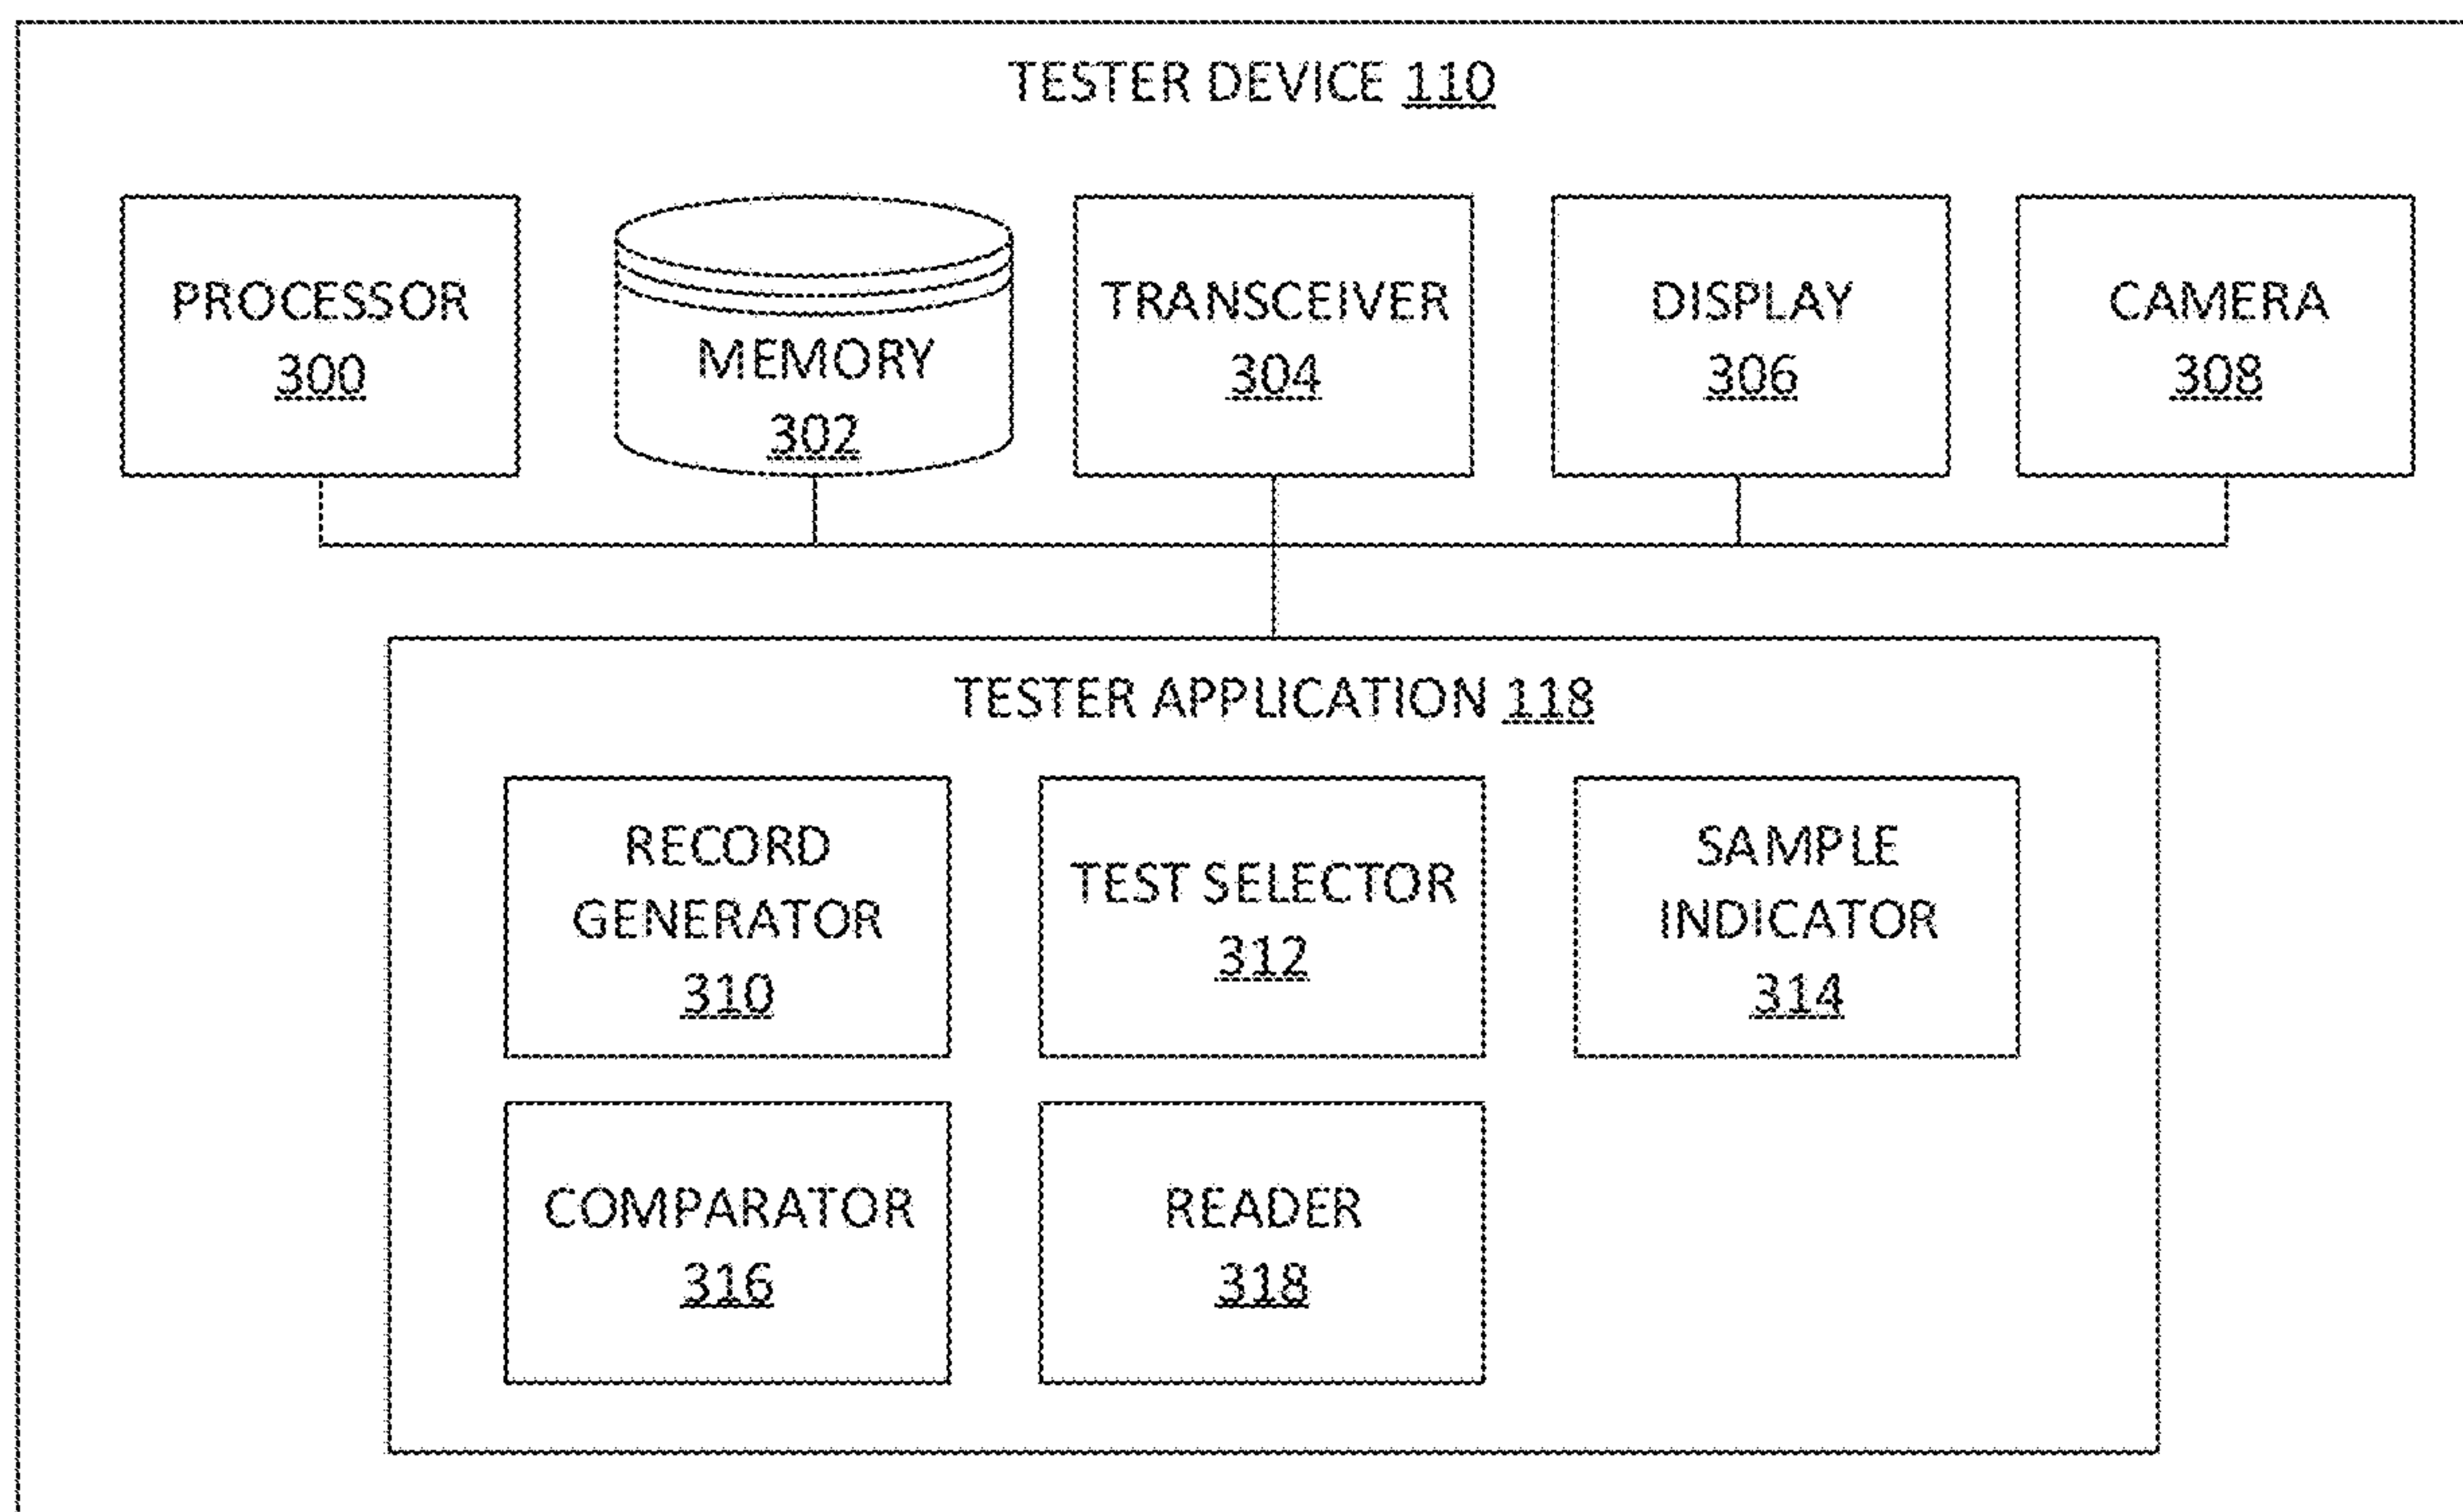 TESTER DEVICE 110
PROCESSOR
300
MEMORY
302
TRANSCEIVER
304
DISPLAY
306
CAMERA
308
TESTER APPLICATION 118
RECORD
GENERATOR
310
TEST SELECTOR
312
SAMPLE
INDICATOR
314
COMPARATOR
316
READER
318